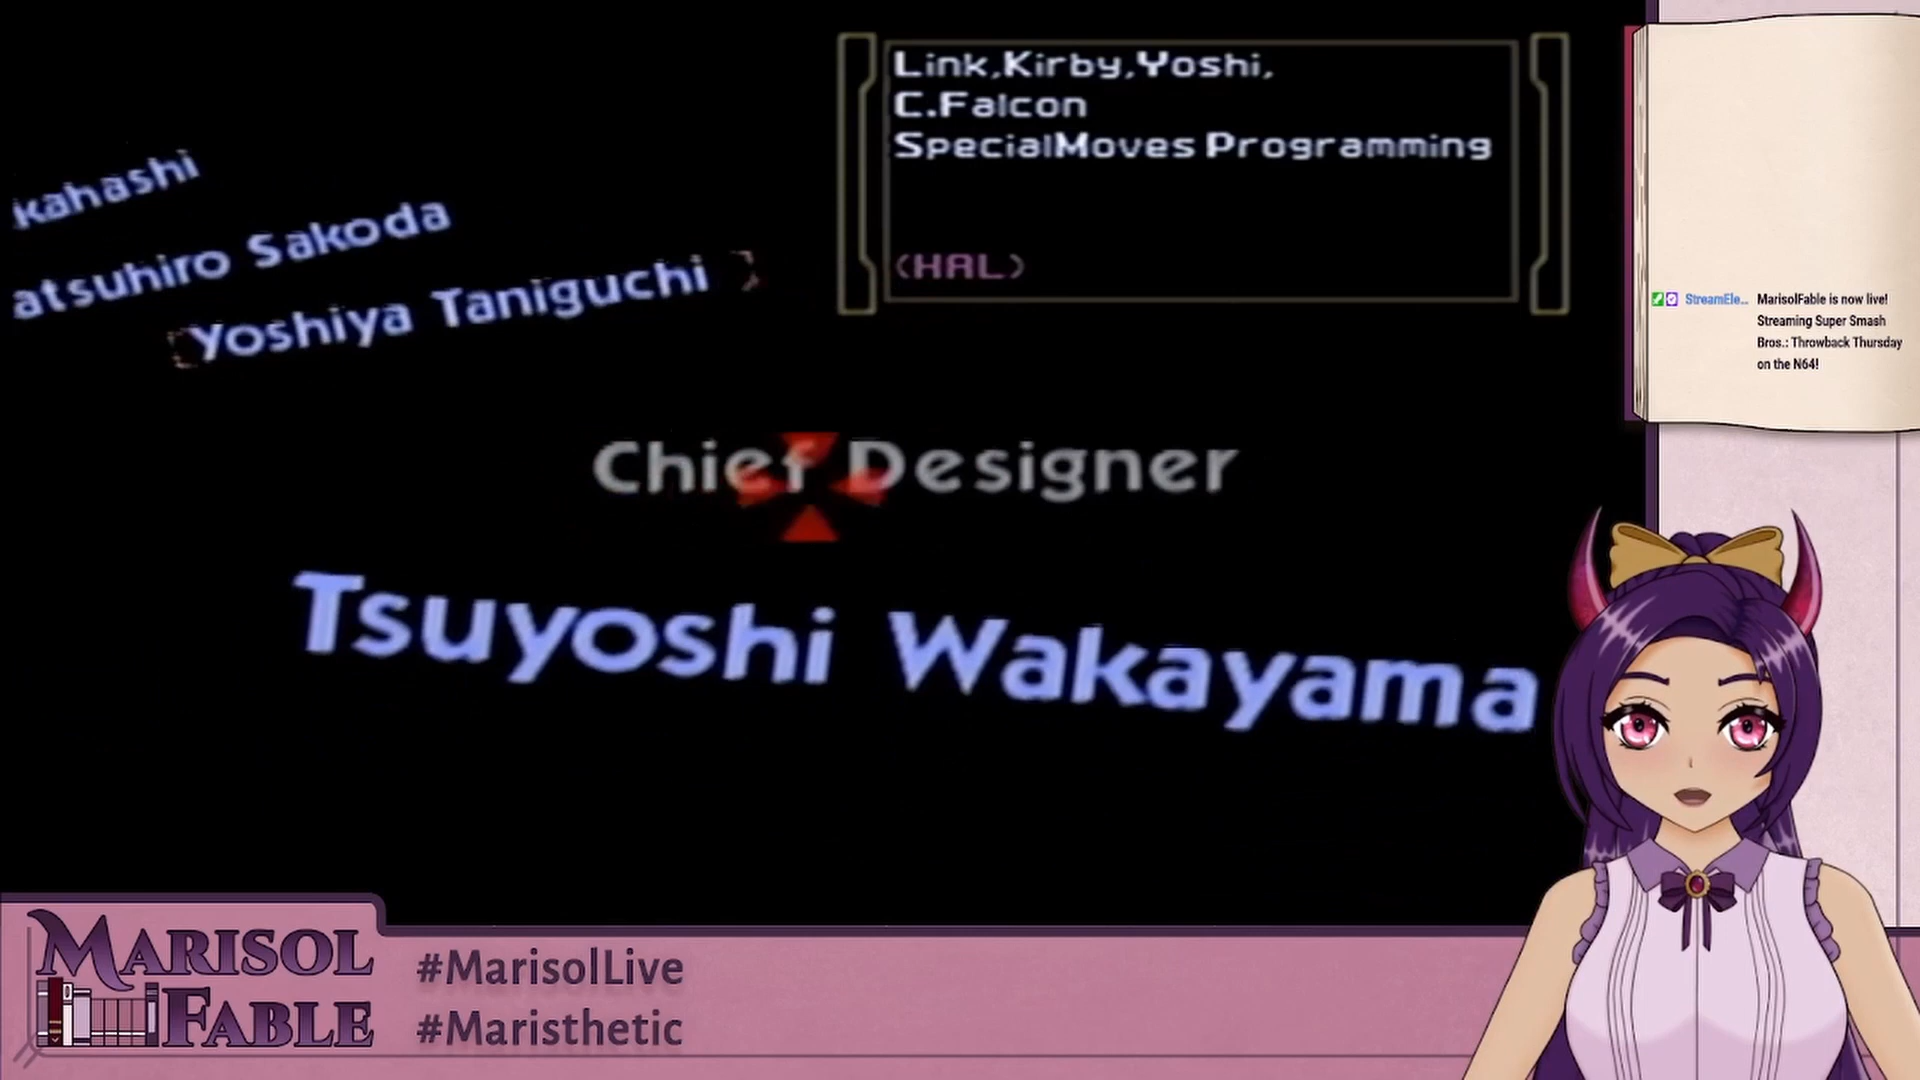 Link,Kirby,Yoshi,
C.Falcon
SpecialMoves Programming
(HAL)
kahashi
atsuhiro Sakoda
Yoshiya Taniguchi
Chief Designer
Tsuyoshi Wakayama
StreamEle... MarisolFable is now live!
Streaming Super Smash
Bros.: Throwback Thursday
on the N64!
MARISOL
FABLE
#MarisolLive
#Maristhetic